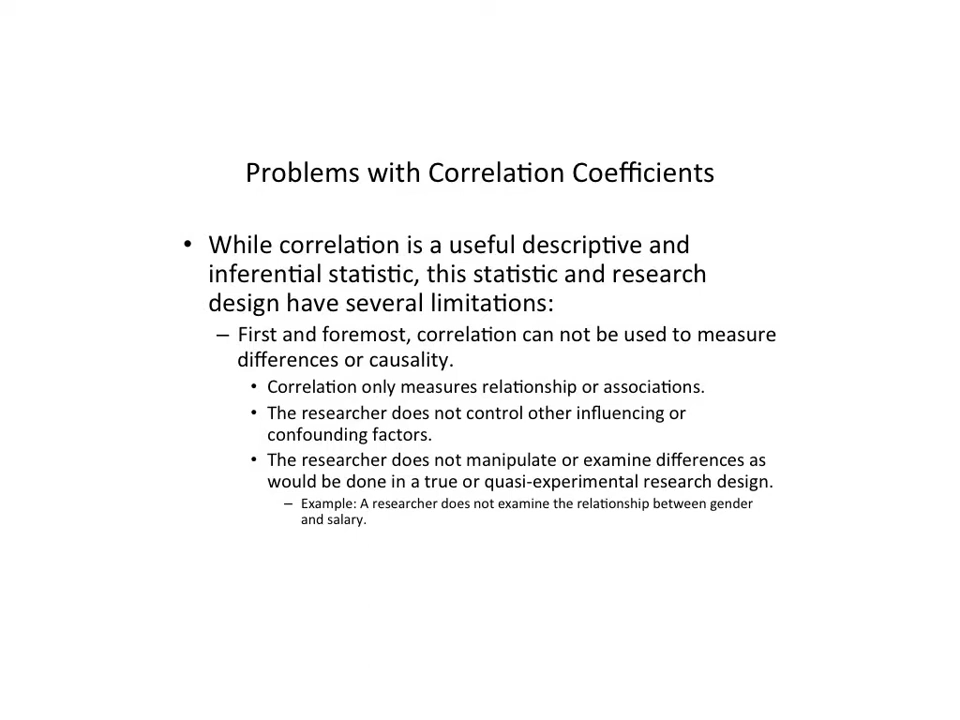 Problems with Correlation Coefficients
• While correlation is a useful descriptive and
inferential statistic, this statistic and research
design have several limitations:
– First and foremost, correlation can not be used to measure
differences or causality.
• Correlation only measures relationship or associations.
• The researcher does not control other influencing or
confounding factors.
• The researcher does not manipulate or examine differences as
would be done in a true or quasi-experimental research design.
– Example: A researcher does not examine the relationship between gender
and salary.